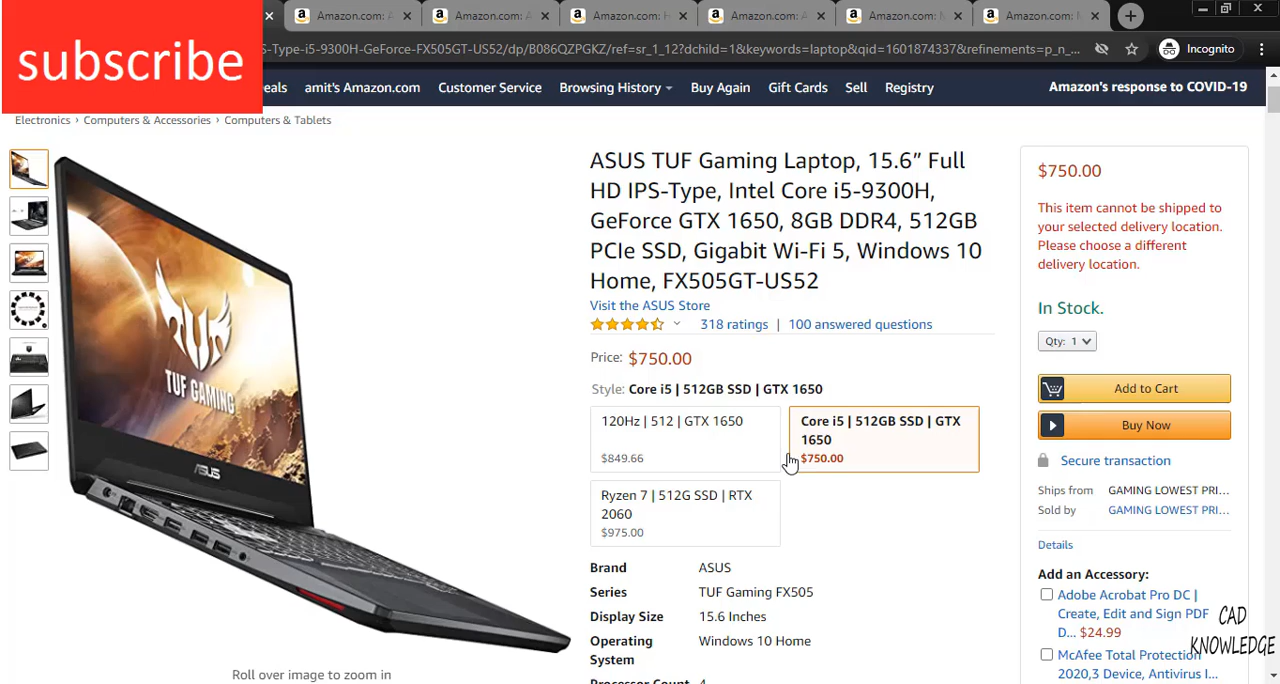 subscribe
Amazon.com: A
Amazon.com: A
Amazon.com: H
Amazon.com: A
Amazon.com: M
Amazon.com: M
S-Type-i5-9300H-GeForce-FX505GT-US52/dp/B086QZPGKZ/ref=sr_1_12?dchild=1&keywords=laptop&qid=1601874337&refinements=p_n_...
Incognito
eals amit's Amazon.com Customer Service Browsing History Buy Again Gift Cards Sell Registry
Amazon's response to COVID-19
Electronics › Computers & Accessories › Computers & Tablets
TUF GAMING
ASUS
Roll over image to zoom in
ASUS TUF Gaming Laptop, 15.6” Full
HD IPS-Type, Intel Core i5-9300H,
GeForce GTX 1650, 8GB DDR4, 512GB
PCIe SSD, Gigabit Wi-Fi 5, Windows 10
Home, FX505GT-US52
Visit the ASUS Store
318 ratings | 100 answered questions
Price: $750.00
Style: Core i5 | 512GB SSD | GTX 1650
120Hz | 512 | GTX 1650
$849.66
Core i5 | 512GB SSD | GTX
1650
$750.00
Ryzen 7 | 512G SSD | RTX
2060
$975.00
Brand ASUS
Series TUF Gaming FX505
Display Size 15.6 Inches
Operating Windows 10 Home
System
Processor Count 4
$750.00
This item cannot be shipped to
your selected delivery location.
Please choose a different
delivery location.
In Stock.
Qty: 1
Add to Cart
Buy Now
Secure transaction
Ships from GAMING LOWEST PRI...
Sold by GAMING LOWEST PRI...
Details
Add an Accessory:
Adobe Acrobat Pro DC |
Create, Edit and Sign PDF
D... $24.99
McAfee Total Protection
2020,3 Device, Antivirus I...
CAD
KNOWLEDGE